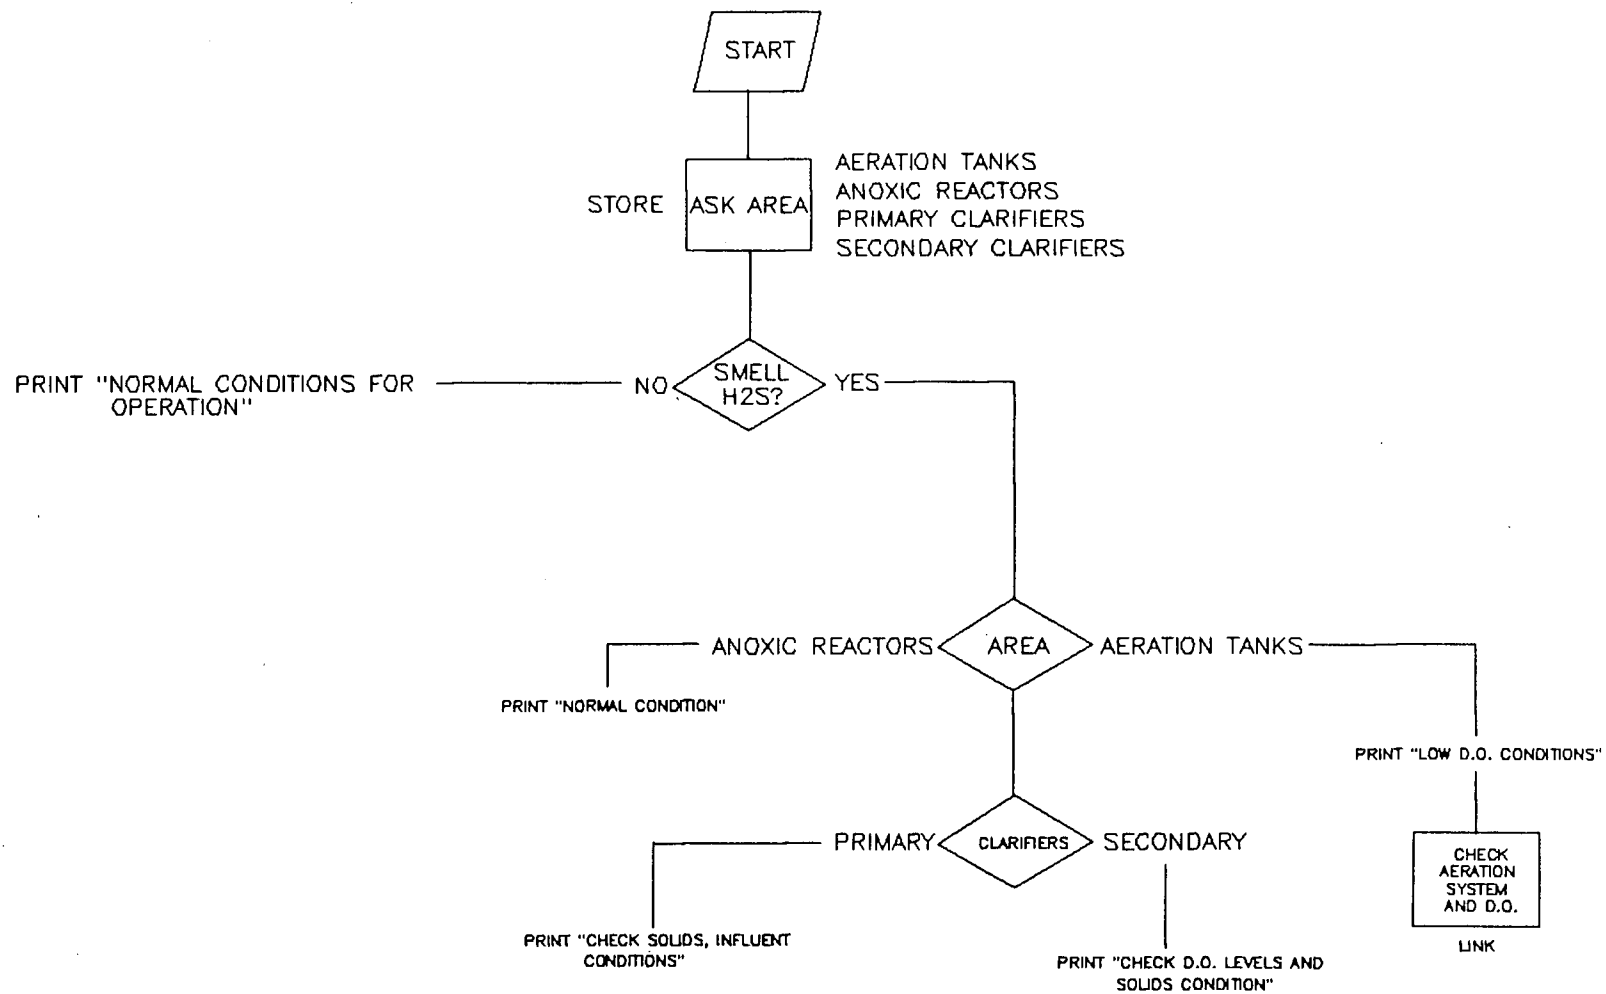 START
AERATION TANKS
ANOXIC REACTORS
STORE ASK AREA
PRIMARY CLARIFIERS
SECONDARY CLARIFIERS
SMELL
H2S?
NO
YES
PRINT "NORMAL CONDITIONS FOR
OPERATION"
ANOXIC REACTORS
AREA
AERATION TANKS
PRINT "NORMAL CONDITION"
PRINT "LOW D.O. CONDITIONS"
PRIMARY
CLARIFIERS
SECONDARY
CHECK
AERATION
SYSTEM
AND D.O.
LINK
PRINT "CHECK SOLIDS, INFLUENT
CONDITIONS"
PRINT "CHECK D.O. LEVELS AND
SOLIDS CONDITION"